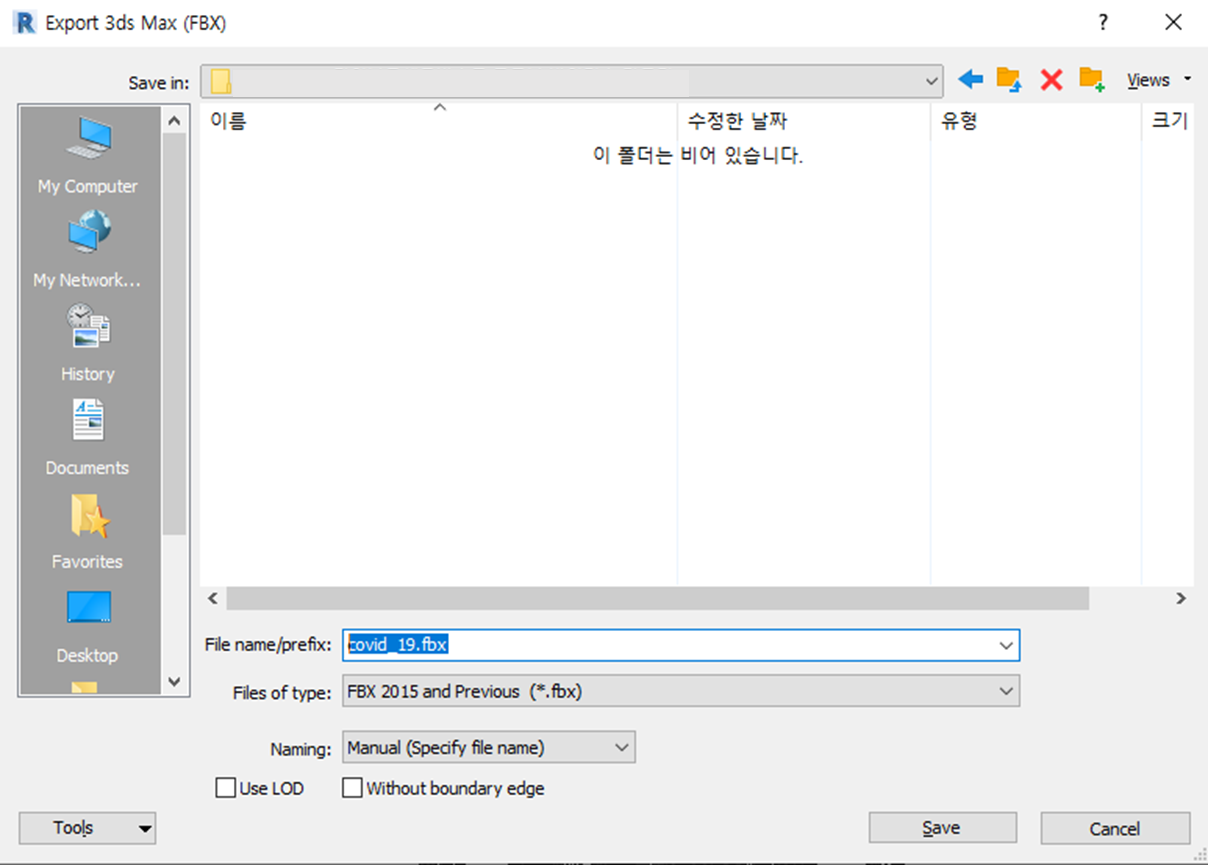 Export 3ds Max (FBX)
?
Save in:
Views
My Computer
My Network...
History
Documents
Favorites
Desktop
이름
수정한 날짜
유형
크기
이 폴더는 비어 있습니다.
File name/prefix:
covid_19.fbx
Files of type:
FBX 2015 and Previous (*.fbx)
Naming:
Manual (Specify file name)
Use LOD
Without boundary edge
Tools
Save
Cancel